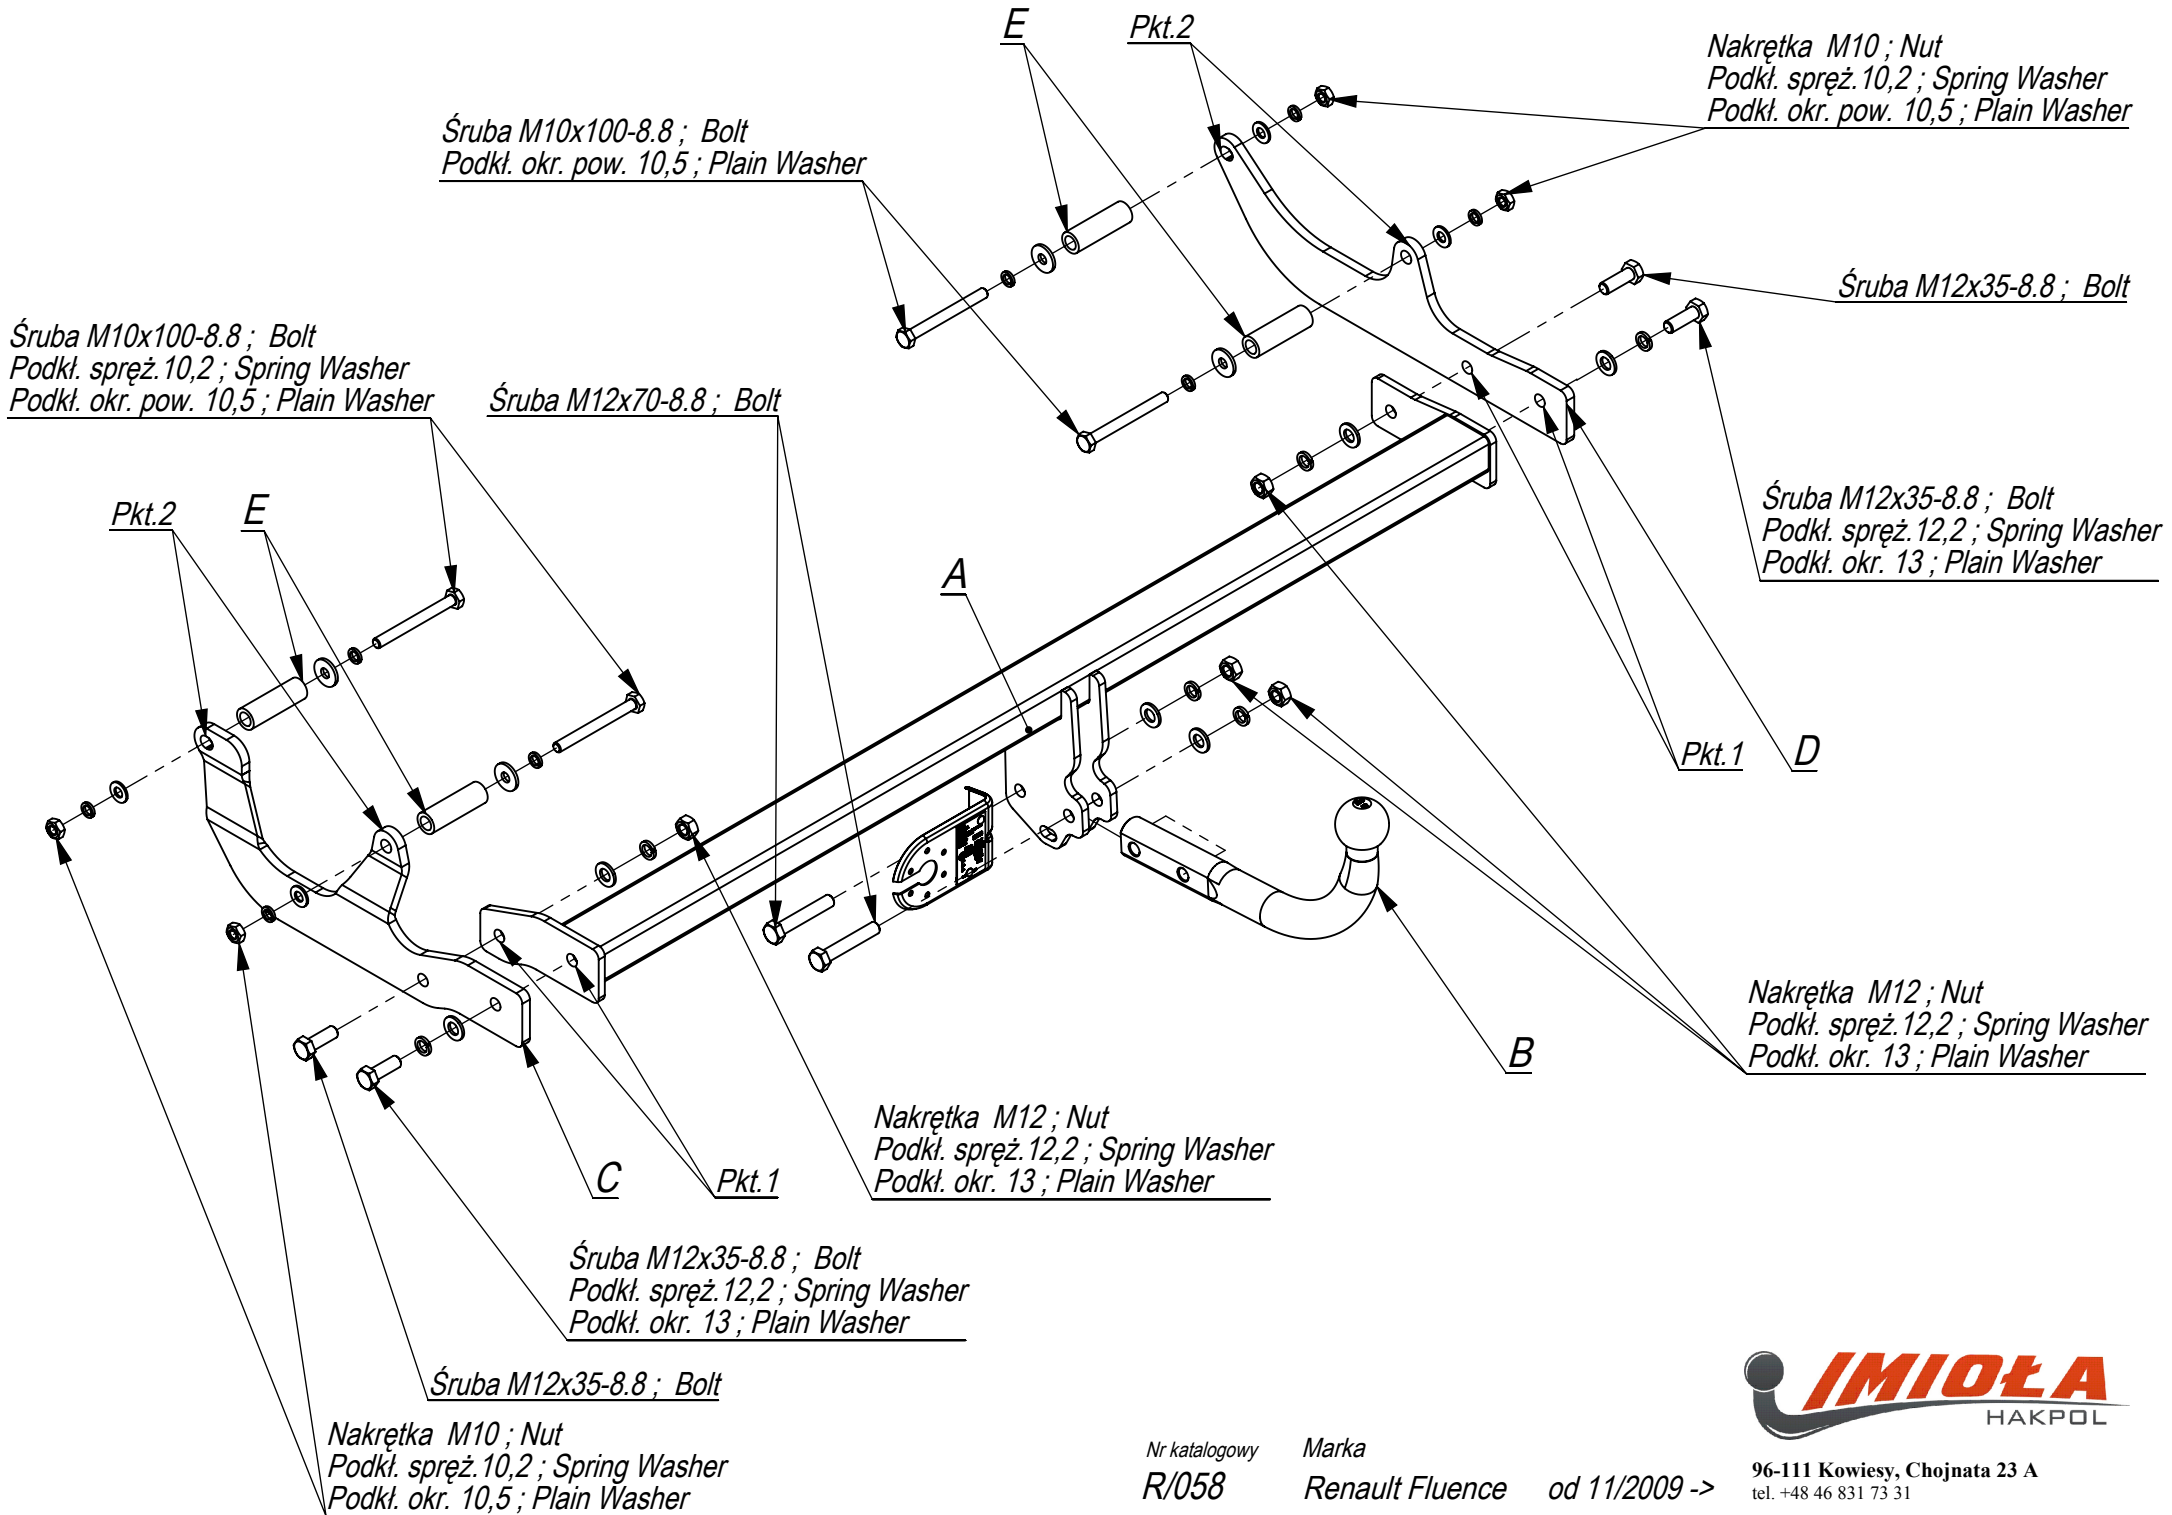 E
Pkt.2
Nakrętka  M10 ; Nut
Podkł. spręż.10,2 ; Spring Washer
Podkł. okr. pow. 10,5 ; Plain Washer
Śruba M10x100-8.8 ;  Bolt
Podkł. okr. pow. 10,5 ; Plain Washer
Śruba M12x35-8.8 ;  Bolt
Śruba M10x100-8.8 ;  Bolt
Podkł. spręż.10,2 ; Spring Washer
Podkł. okr. pow. 10,5 ; Plain Washer
Śruba M12x70-8.8 ;  Bolt
Śruba M12x35-8.8 ;  Bolt
Podkł. spręż.12,2 ; Spring Washer
Podkł. okr. 13 ; Plain Washer
Pkt.2
E
A
Pkt.1
D
Nakrętka  M12 ; Nut
Podkł. spręż.12,2 ; Spring Washer
Podkł. okr. 13 ; Plain Washer
B
Nakrętka  M12 ; Nut
Podkł. spręż.12,2 ; Spring Washer
Podkł. okr. 13 ; Plain Washer
C
Pkt.1
Śruba M12x35-8.8 ;  Bolt
Podkł. spręż.12,2 ; Spring Washer
Podkł. okr. 13 ; Plain Washer
Śruba M12x35-8.8 ;  Bolt
Nakrętka  M10 ; Nut
Podkł. spręż.10,2 ; Spring Washer
Podkł. okr. 10,5 ; Plain Washer
IMIOŁA
HAKPOL
Nr katalogowy
Marka
R/058
Renault Fluence
od 11/2009 ->
96-111 Kowiesy, Chojnata 23 A
tel. +48 46 831 73 31